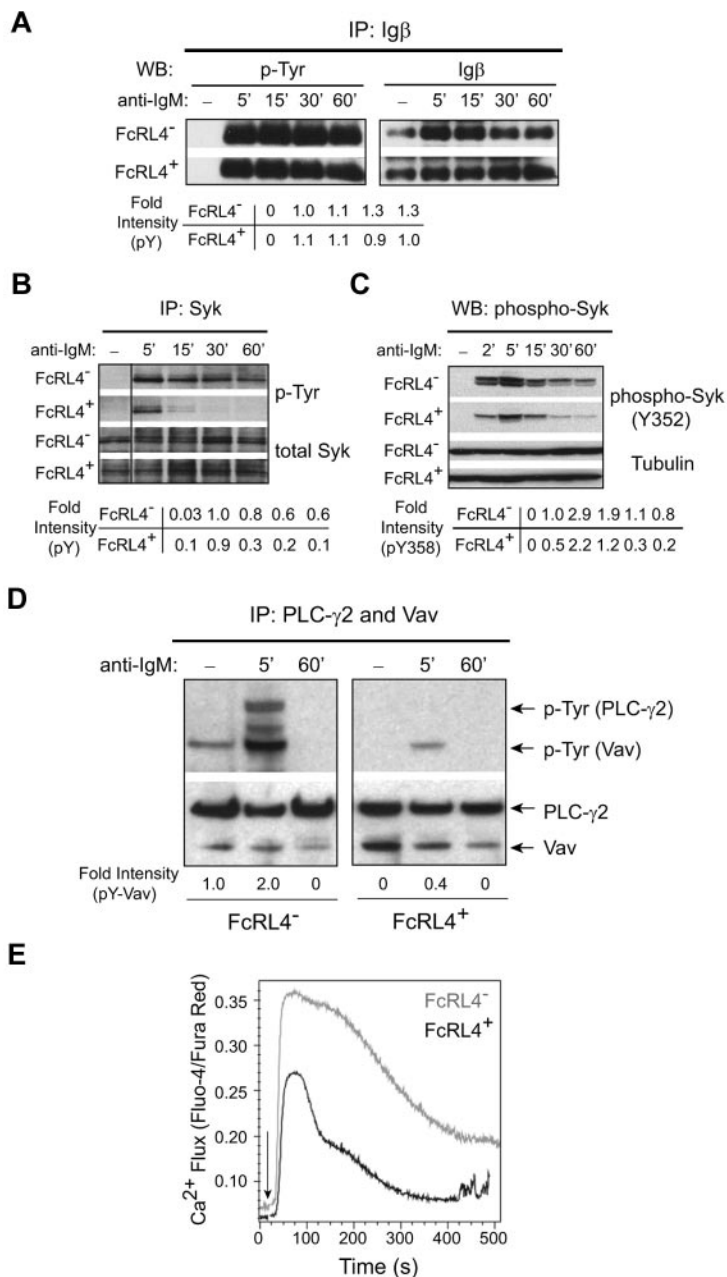 A
IP: Igβ
WB: p-Tyr Igβ
anti-IgM: – 5' 15' 30' 60' – 5' 15' 30' 60'
FcRL4-
FcRL4+
Fold Intensity (pY)
FcRL4- 0 1.0 1.1 1.3 1.3
FcRL4+ 0 1.1 1.1 0.9 1.0
B
IP: Syk
anti-IgM: – 5' 15' 30' 60'
FcRL4-
FcRL4+
p-Tyr
FcRL4-
FcRL4+
total Syk
Fold Intensity (pY)
FcRL4- 0.03 1.0 0.8 0.6 0.6
FcRL4+ 0.1 0.9 0.3 0.2 0.1
C
WB: phospho-Syk
anti-IgM: – 2' 5' 15' 30' 60'
FcRL4-
FcRL4+
phospho-Syk
(Y352)
FcRL4-
FcRL4+
Tubulin
Fold Intensity (pY358)
FcRL4- 0 1.0 2.9 1.9 1.1 0.8
FcRL4+ 0 0.5 2.2 1.2 0.3 0.2
D
IP: PLC-γ2 and Vav
anti-IgM: – 5' 60' – 5' 60'
p-Tyr (PLC-γ2)
p-Tyr (Vav)
PLC-γ2
Vav
Fold Intensity (pY-Vav)
1.0 2.0 0 0 0.4 0
FcRL4- FcRL4+
E
Ca2+ Flux (Fluo-4/Fura Red)
0.35
0.30
0.25
0.20
0.10
FcRL4-
FcRL4+
0 100 200 300 400 500
Time (s)